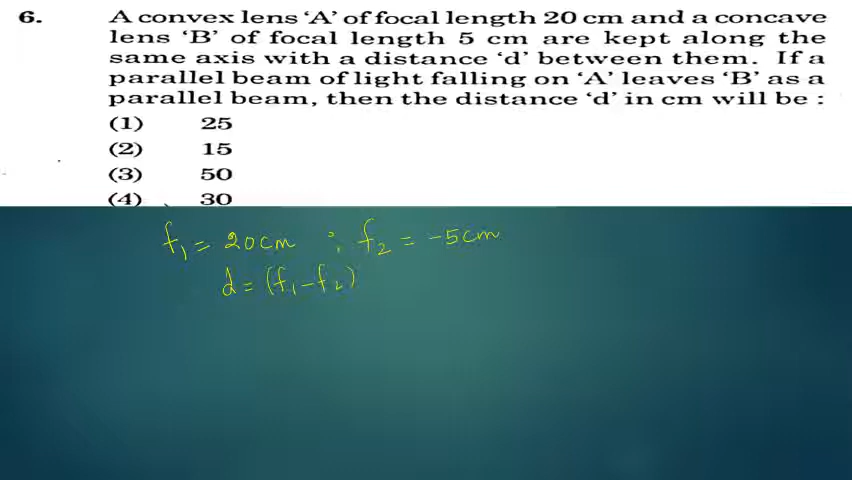 6. A convex lens ‘A’ of focal length 20 cm and a concave
lens ‘B’ of focal length 5 cm are kept along the
same axis with a distance ‘d’ between them. If a
parallel beam of light falling on ‘A’ leaves ‘B’ as a
parallel beam, then the distance ‘d’ in cm will be :
(1) 25
(2) 15
(3) 50
(4) 30
f₁ = 20cm ; f₂ = -5cm
d = (f₁ - f₂)